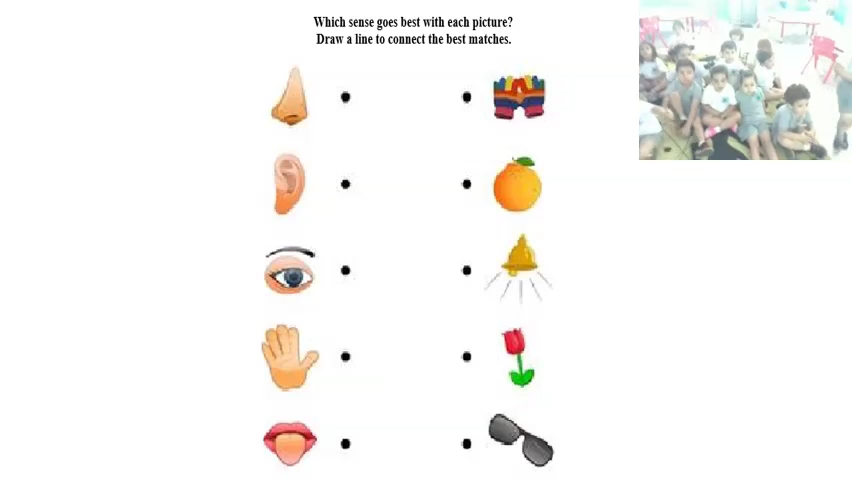 Which sense goes best with each picture?
Draw a line to connect the best matches.